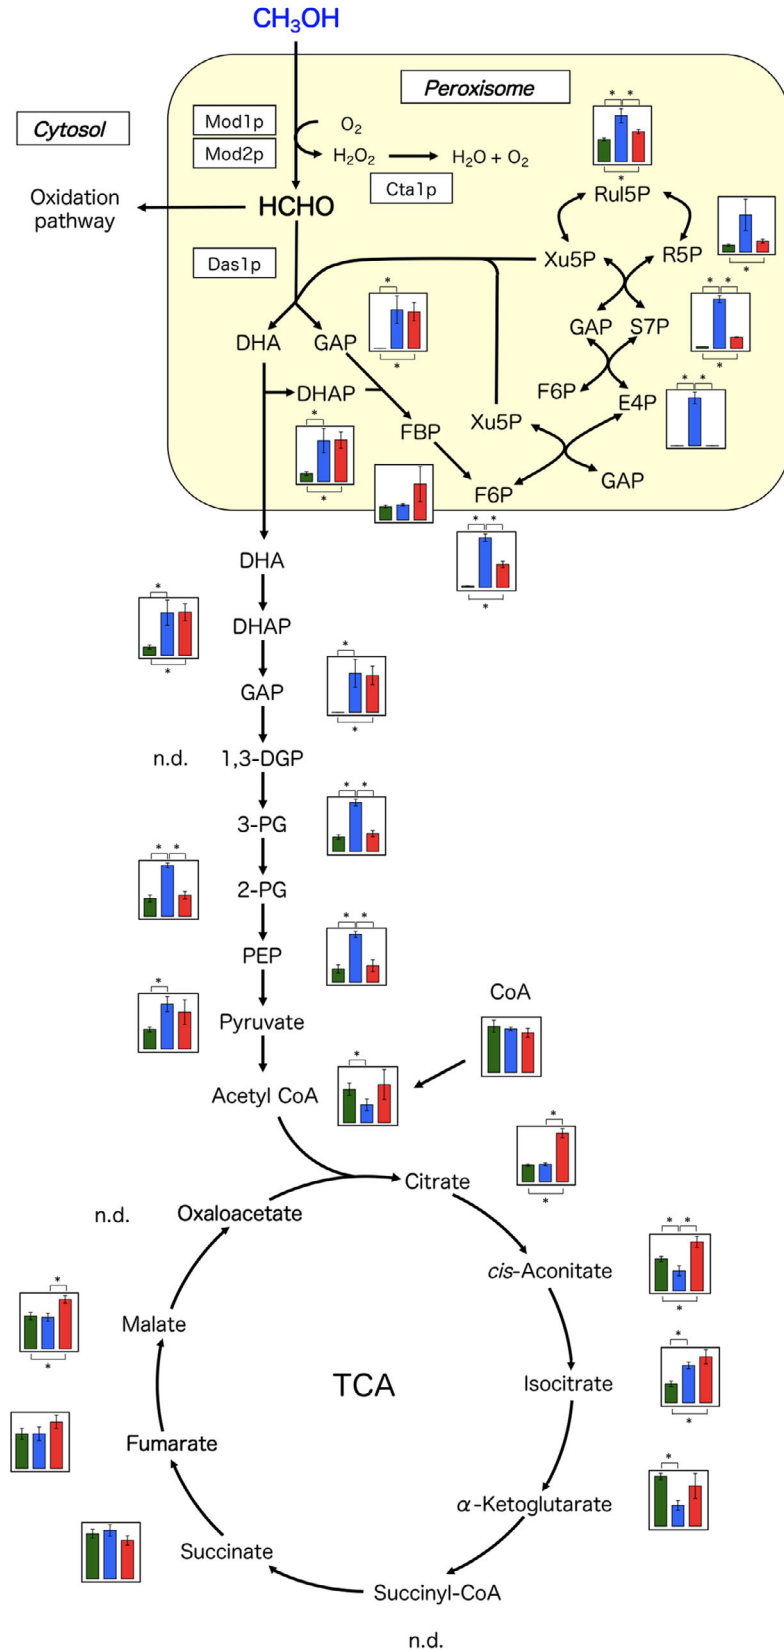 CH₃OH
Peroxisome
Cytosol
Mod1p
Mod2p
O₂
H₂O₂
H₂O + O₂
Cta1p
HCHO
Oxidation
pathway
Das1p
* *
*
Rul5P
Xu5P
R5P
*
*
*
DHA
GAP
GAP
S7P
* *
*
DHAP
FBP
Xu5P
F6P
E4P
* *
*
*
F6P
GAP
* *
*
DHA
*
*
DHAP
GAP
*
*
n.d.
1,3-DGP
3-PG
* *
* *
2-PG
PEP
* *
*
Pyruvate
CoA
Acetyl CoA
*
*
*
Citrate
n.d.
Oxaloacetate
cis-Aconitate
* *
*
*
*
Malate
TCA
Isocitrate
*
*
Fumarate
α-Ketoglutarate
*
Succinate
Succinyl-CoA
n.d.